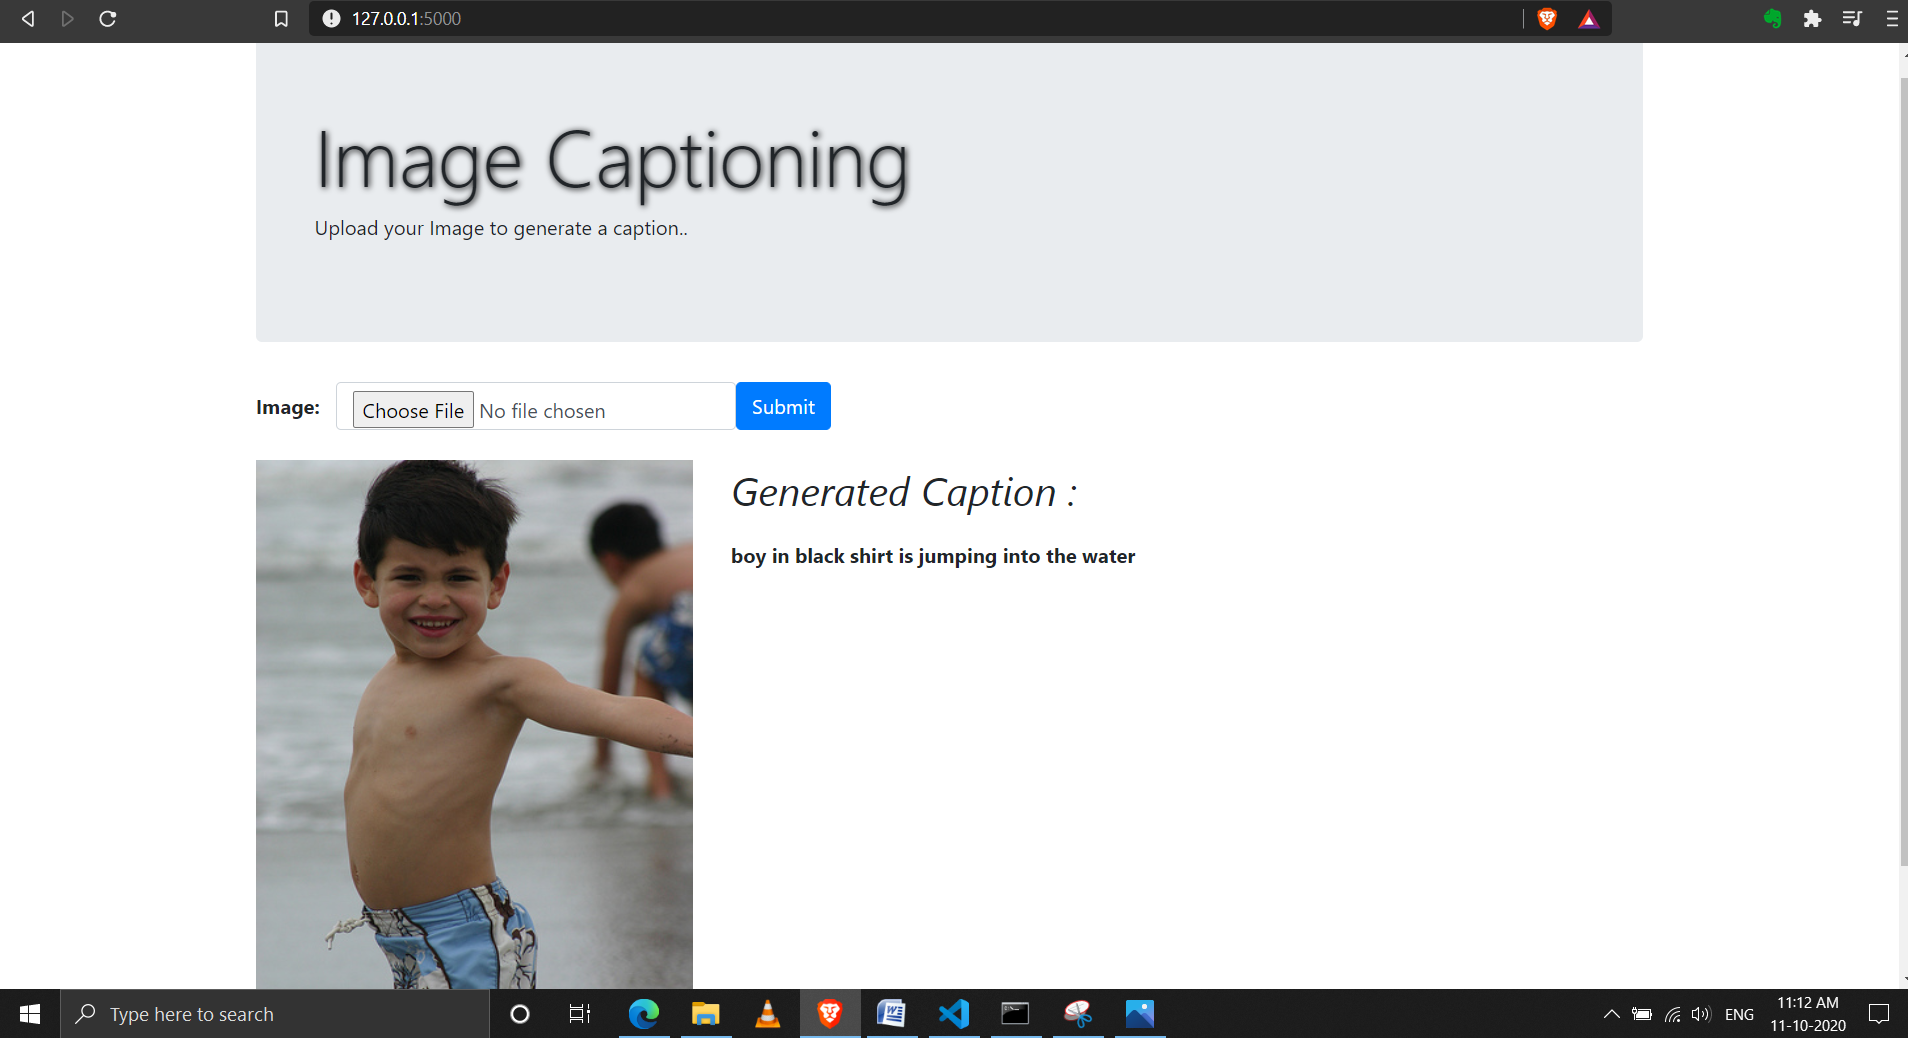 127.0.0.1:5000
Image Captioning
Upload your Image to generate a caption..
Image: Choose File No file chosen Submit
Generated Caption :
boy in black shirt is jumping into the water
Type here to search
ENG
11:12 AM
11-10-2020